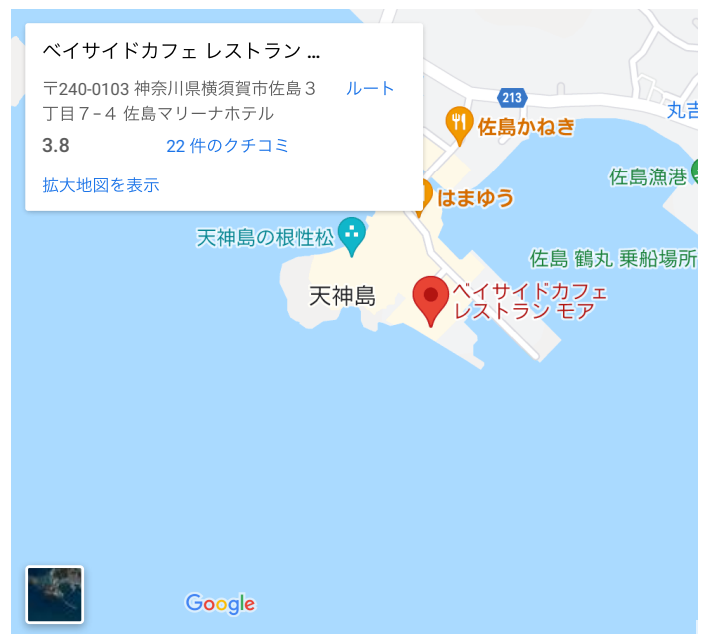 ベイサイドカフェ レストラン ...
〒240-0103 神奈川県横須賀市佐島３
丁目７−４ 佐島マリーナホテル
ルート
3.8
22 件のクチコミ
拡大地図を表示
213
丸吉
佐島かねき
佐島漁港
はまゆう
天神島の根性松
佐島 鶴丸 乗船場所
天神島
ベイサイドカフェ
レストラン モア
Google